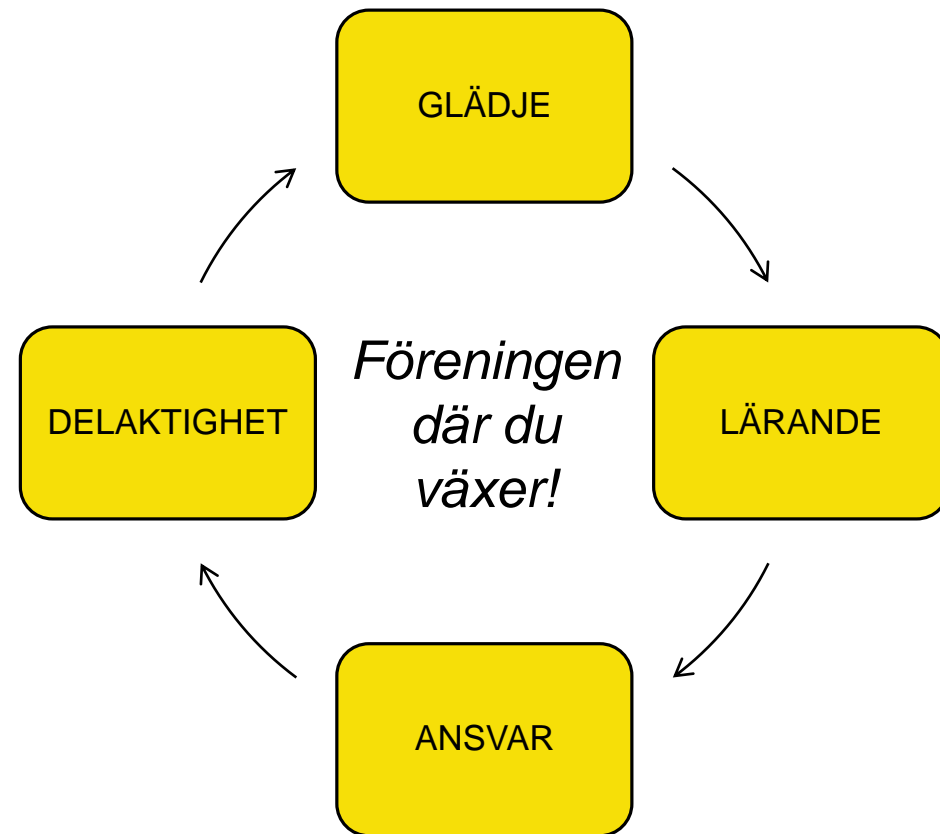 GLÄDJE
Föreningen
där du
växer!
DELAKTIGHET
LÄRANDE
ANSVAR